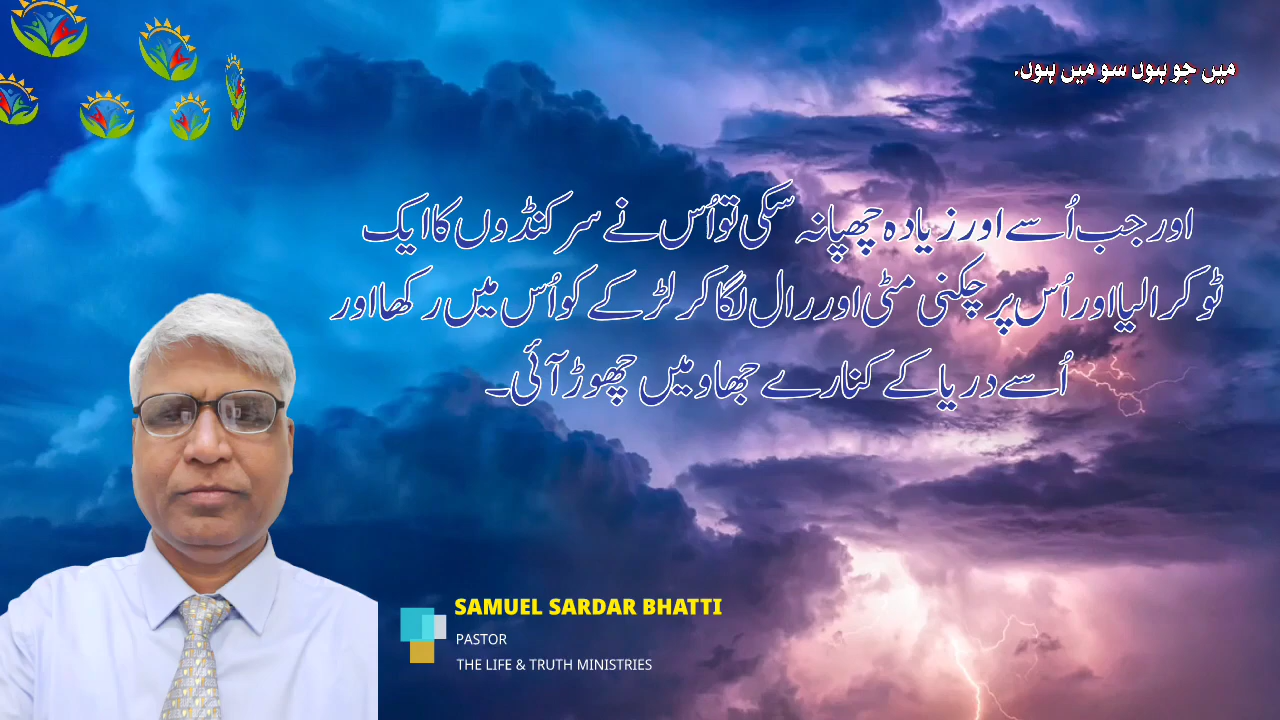 میں جو ہوں سو میں ہوں۔
اور جب اُسے اور زیادہ چھپا نہ سکی تو اُس نے سرکنڈوں کا ایک
ٹوکرا لیا اور اُس پر چکنی مٹی اور رال لگا کر لڑکے کو اُس میں رکھا اور
اُسے دریا کے کنارے جھاو میں چھوڑ آئی۔
SAMUEL SARDAR BHATTI
PASTOR
THE LIFE & TRUTH MINISTRIES